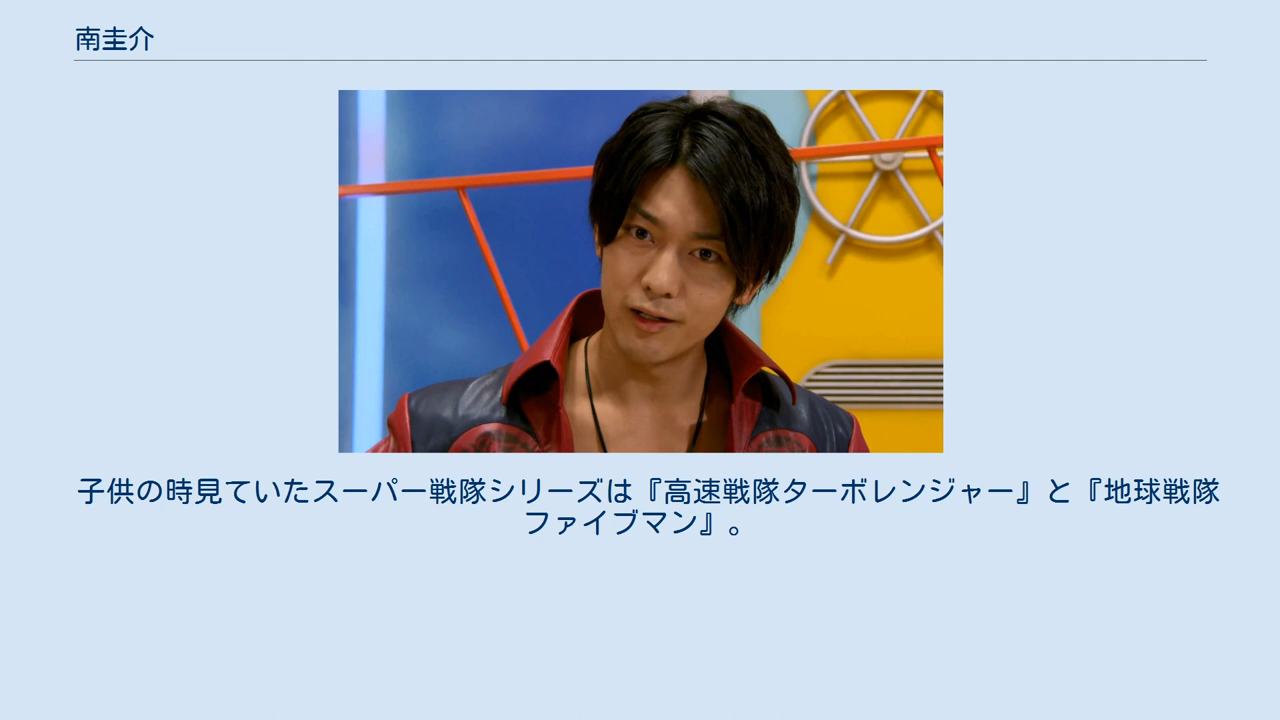 南圭介
子供の時見ていたスーパー戦隊シリーズは『高速戦隊ターボレンジャー』と『地球戦隊
ファイブマン』。